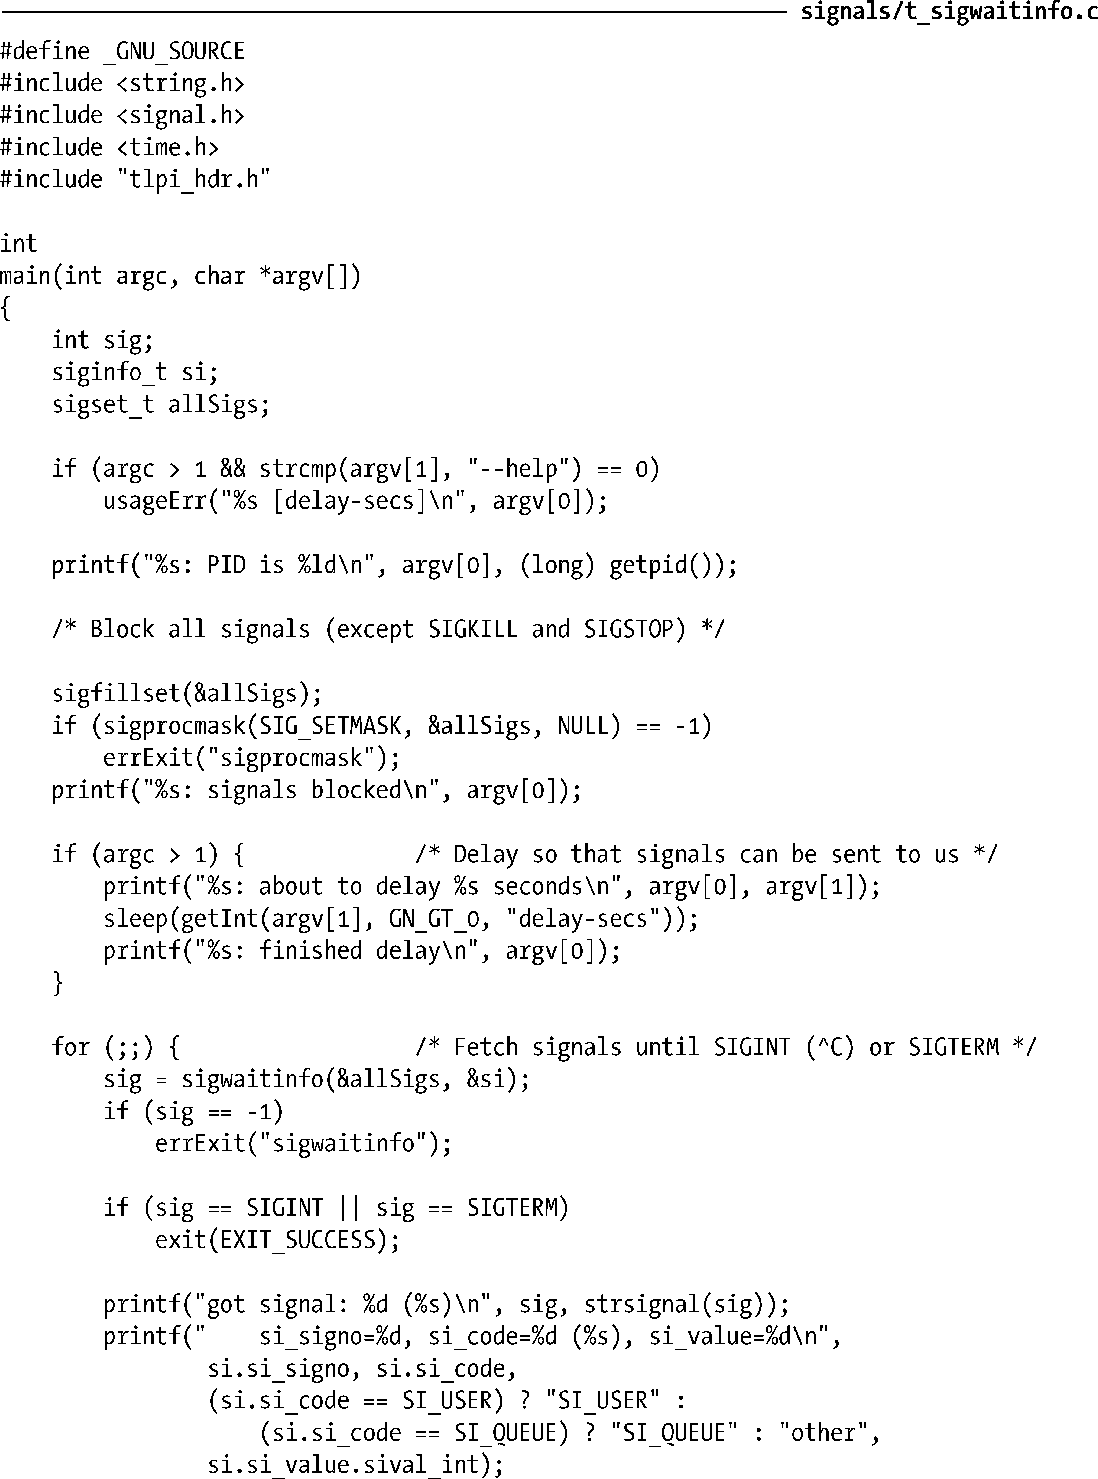 signals/t_sigwaitinfo.c
#define _GNU_SOURCE
#include <string.h>
#include <signal.h>
#include <time.h>
#include "tlpi_hdr.h"

int
main(int argc, char *argv[])
{
    int sig;
    siginfo_t si;
    sigset_t allSigs;

    if (argc > 1 && strcmp(argv[1], "--help") == 0)
        usageErr("%s [delay-secs]\n", argv[0]);

    printf("%s: PID is %ld\n", argv[0], (long) getpid());

    /* Block all signals (except SIGKILL and SIGSTOP) */

    sigfillset(&allSigs);
    if (sigprocmask(SIG_SETMASK, &allSigs, NULL) == -1)
        errExit("sigprocmask");
    printf("%s: signals blocked\n", argv[0]);

    if (argc > 1) {             /* Delay so that signals can be sent to us */
        printf("%s: about to delay %s seconds\n", argv[0], argv[1]);
        sleep(getInt(argv[1], GN_GT_0, "delay-secs"));
        printf("%s: finished delay\n", argv[0]);
    }

    for (;;) {                  /* Fetch signals until SIGINT (^C) or SIGTERM */
        sig = sigwaitinfo(&allSigs, &si);
        if (sig == -1)
            errExit("sigwaitinfo");

        if (sig == SIGINT || sig == SIGTERM)
            exit(EXIT_SUCCESS);

        printf("got signal: %d (%s)\n", sig, strsignal(sig));
        printf("    si_signo=%d, si_code=%d (%s), si_value=%d\n",
                si.si_signo, si.si_code,
                (si.si_code == SI_USER) ? "SI_USER" :
                    (si.si_code == SI_QUEUE) ? "SI_QUEUE" : "other",
                si.si_value.sival_int);